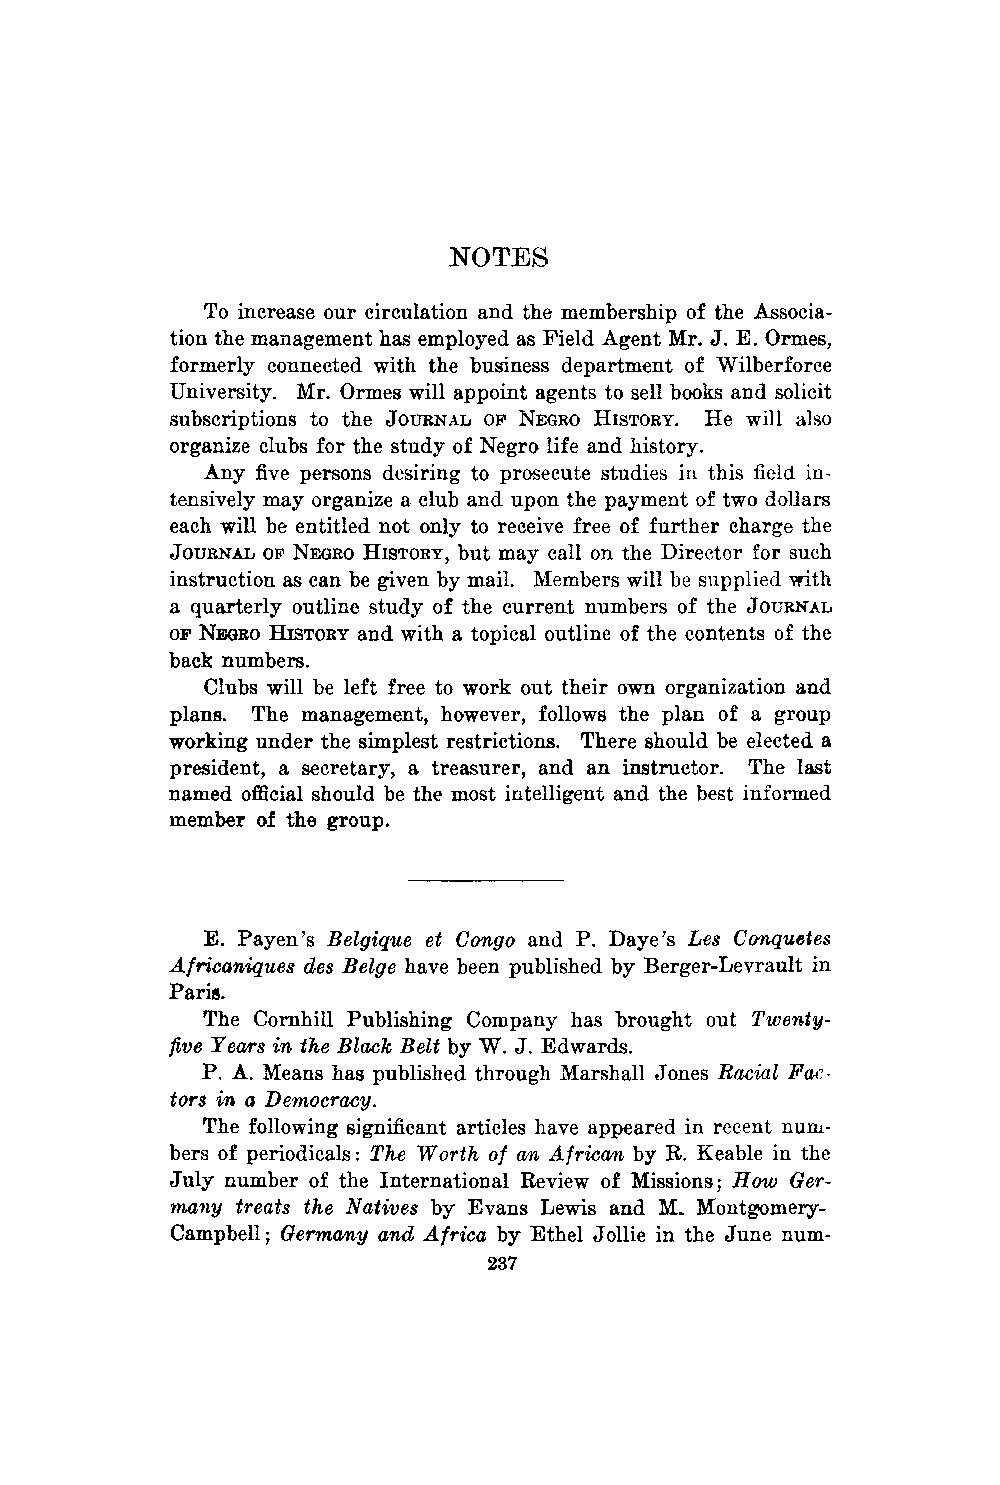 NOTES
To increase our circulation and the membership of the Associa-
tion the management has employed as Field Agent Mr. J. E. Ormes,
formerly connected with the business department of Wilberforce
University. Mr. Ormes will appoint agents to sell books and solicit
subscriptions to the JOURNAL OF NEGRO HISTORY. He will also
organize clubs for the study of Negro life and history.
Any five persons desiring to prosecute studies in this field in-
tensively may organize a club and upon the payment of two dollars
each will be entitled not only to receive free of further charge the
JOURNAL OF NEGRO HISTORY, but may call on the Director for such
instruction as can be given by mail. Members will be supplied with
a quarterly outline study of the current numbers of the JOURNAL
OF NEGRO HISTORY and with a topical outline of the contents of the
back numbers.
Clubs will be left free to work out their own organization and
plans. The management, however, follows the plan of a group
working under the simplest restrictions. There should be elected a
president, a secretary, a treasurer, and an instructor. The last
named official should be the most intelligent and the best informed
member of the group.
E. Payen's Belgique et Congo and P. Daye's Les Conquetes
Africaniques des Belge have been published by Berger-Levrault in
Paris.
The Cornhill Publishing Company has brought out Twenty-
five Years in the Black Belt by W. J. Edwards.
P. A. Means has published through Marshall Jones Racial Fac-
tors in a Democracy.
The following significant articles have appeared in recent num-
bers of periodicals: The Worth of an African by R. Keable in the
July number of the International Review of Missions; How Ger-
many treats the Natives by Evans Lewis and M. Montgomery-
Campbell; Germany and Africa by Ethel Jollie in the June num-
237